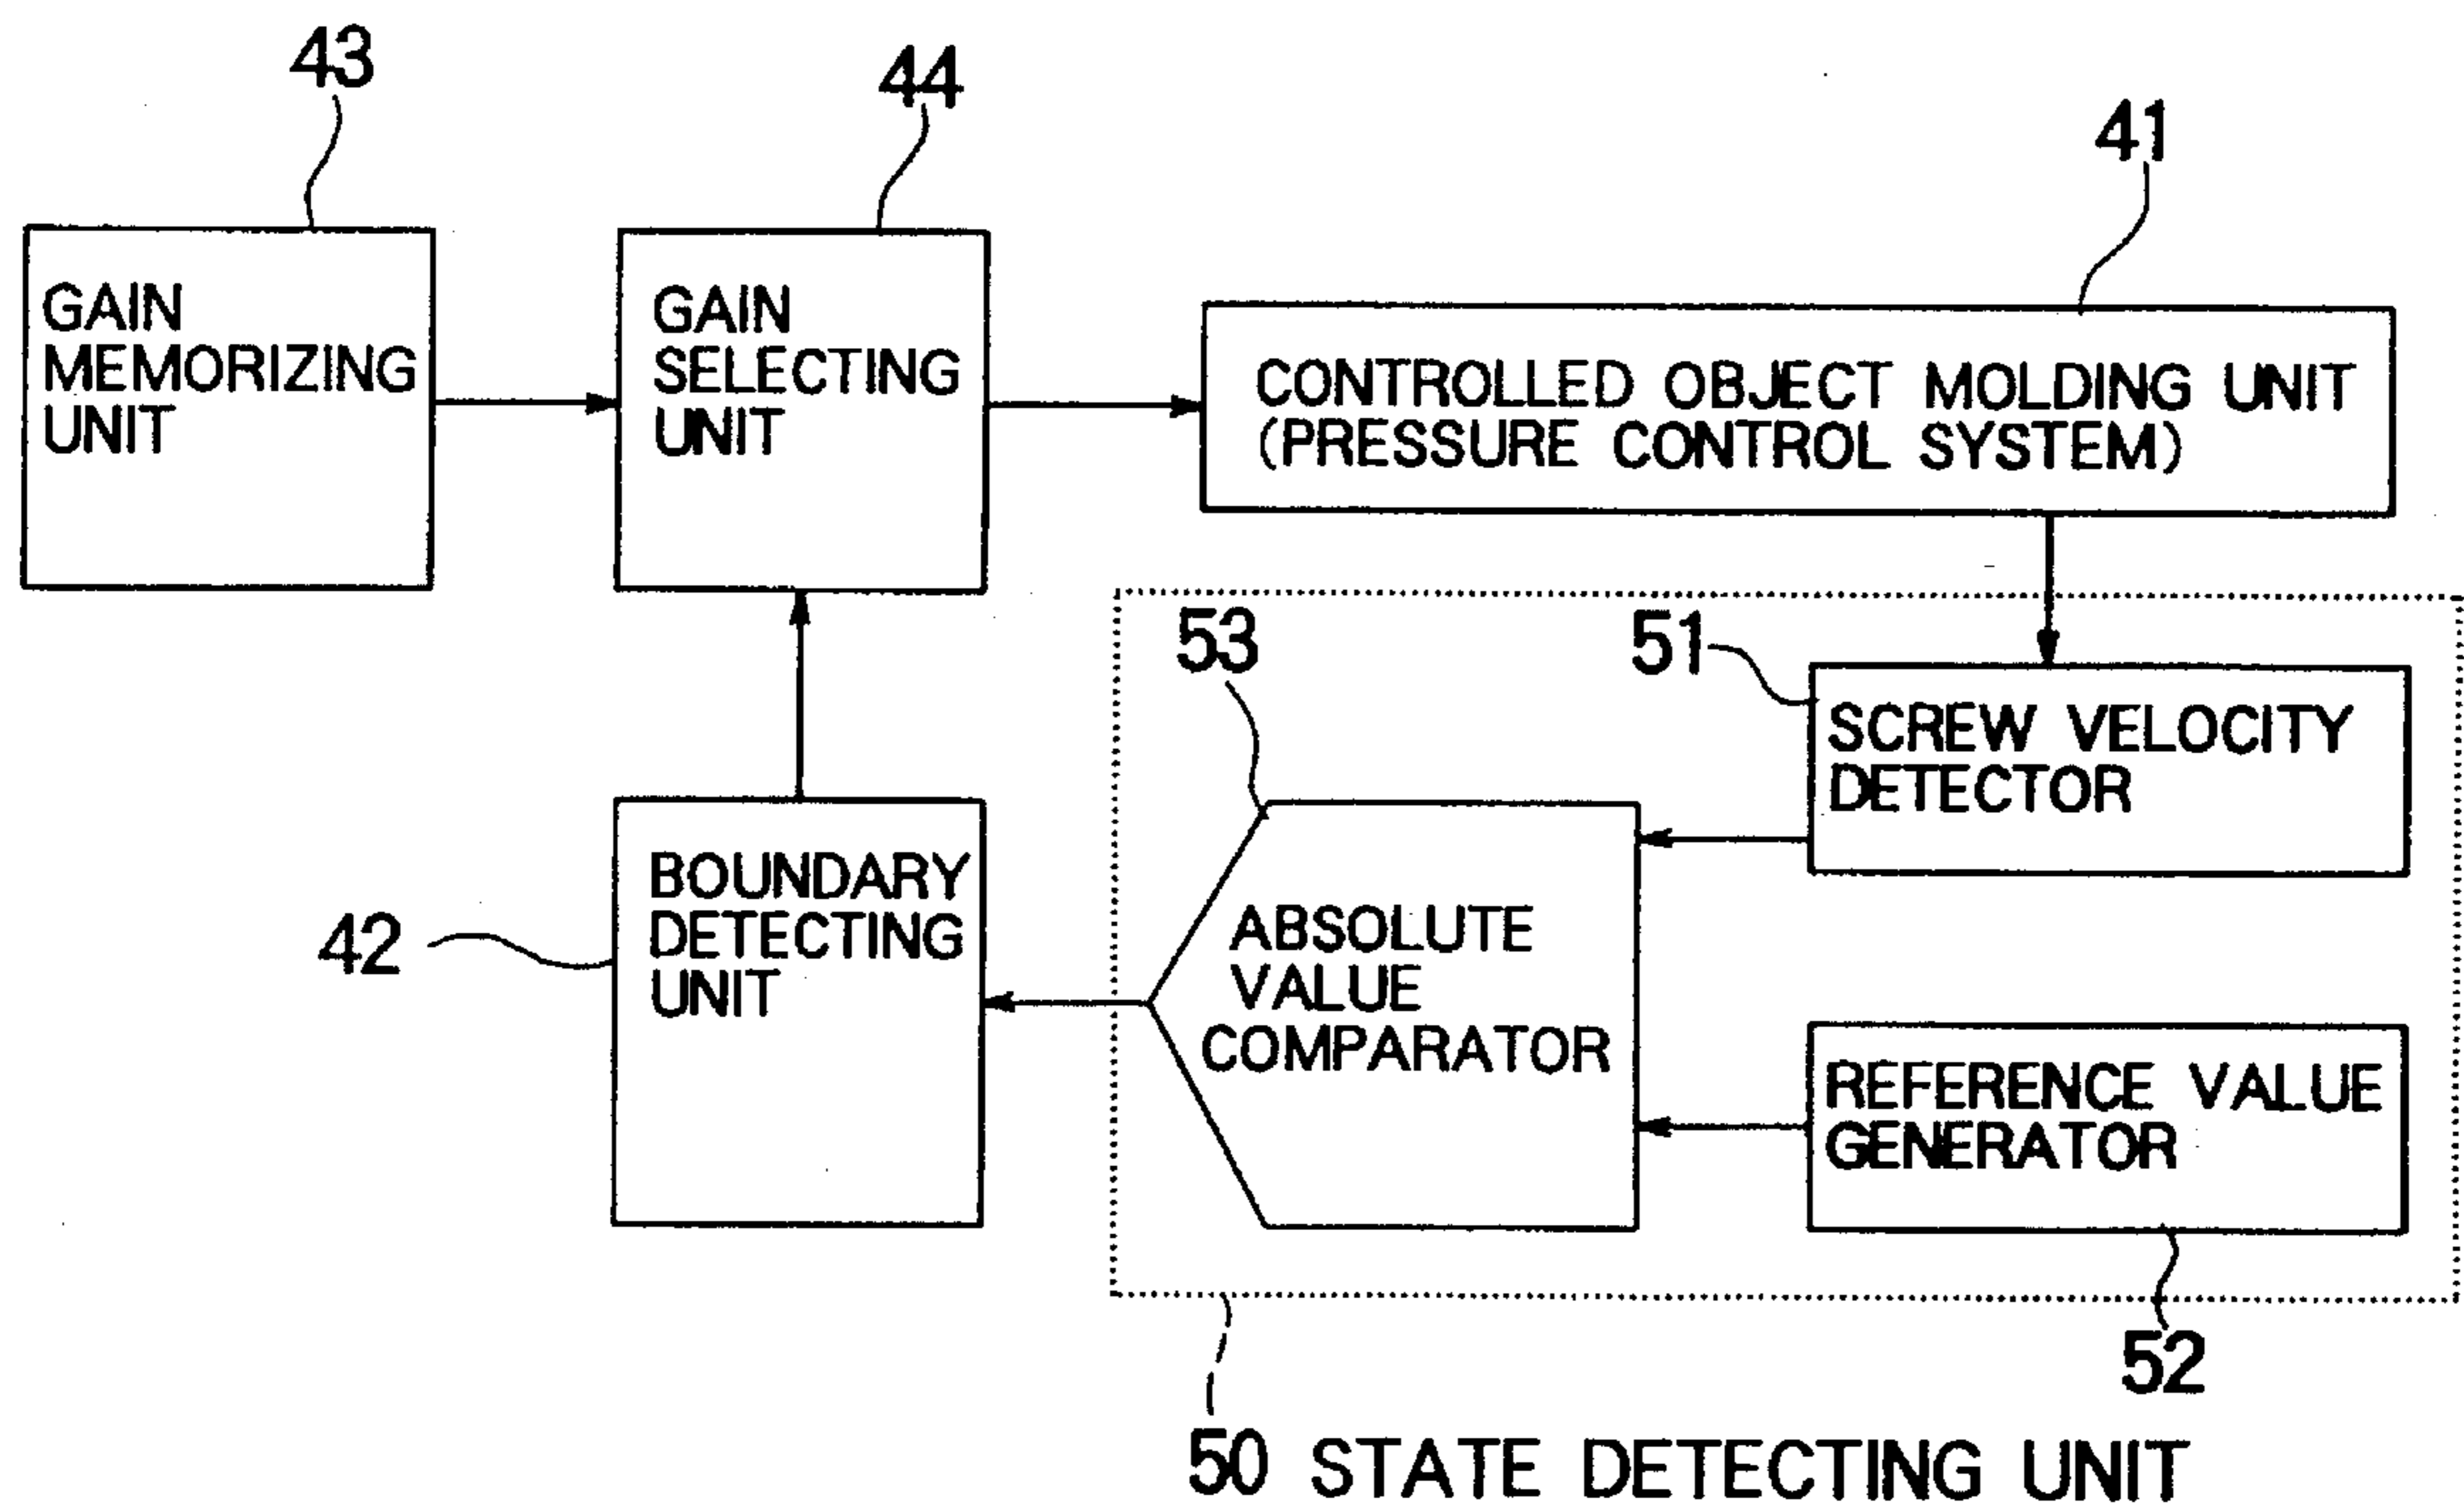 43
44
41
GAIN
MEMORIZING
UNIT
GAIN
SELECTING
UNIT
CONTROLLED OBJECT MOLDING UNIT
(PRESSURE CONTROL SYSTEM)
53
51
SCREW VELOCITY
DETECTOR
42
BOUNDARY
DETECTING
UNIT
ABSOLUTE
VALUE
COMPARATOR
REFERENCE VALUE
GENERATOR
52
50 STATE DETECTING UNIT